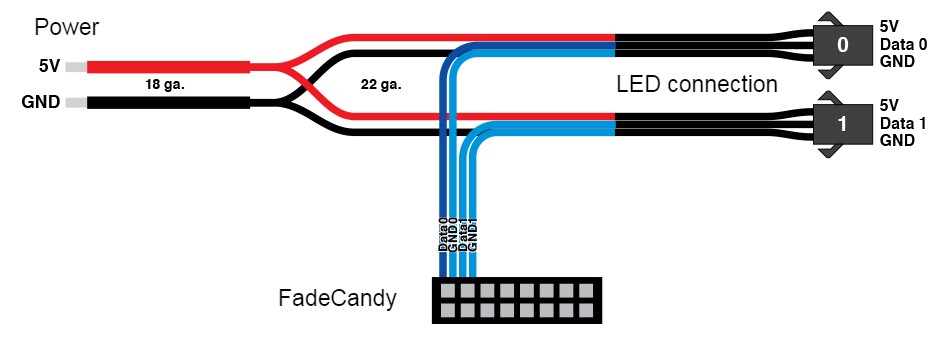 Power
5V
18 ga.
GND
22 ga.
LED connection
0
5V
Data 0
GND
1
5V
Data 1
GND
Data0
GND0
Data1
GND1
FadeCandy